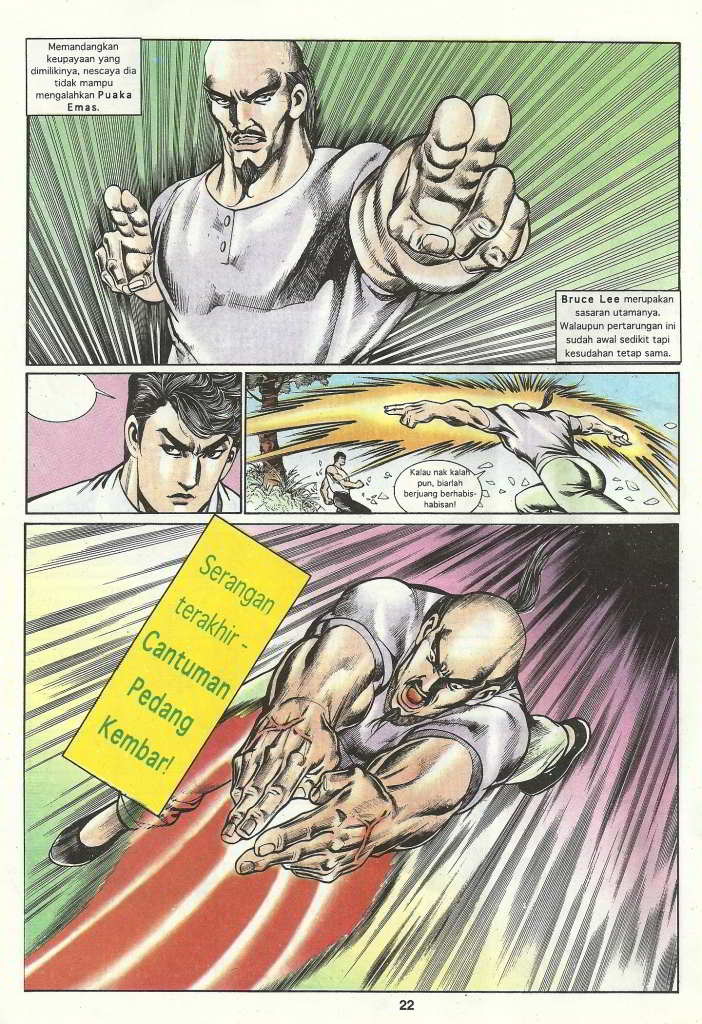 Memandangkan
keupayaan yang
dimilikinya, nescaya dia
tidak mampu
mengalahkan Puaka
Emas.
Bruce Lee merupakan
sasaran utamanya.
Walaupun pertarungan ini
sudah awal sedikit tapi
kesudahan tetap sama.
Kalau nak kalah
pun, biarlah
berjuang berhabis-
habisan!
Serangan
terakhir -
Cantuman
Pedang
Kembar!
22